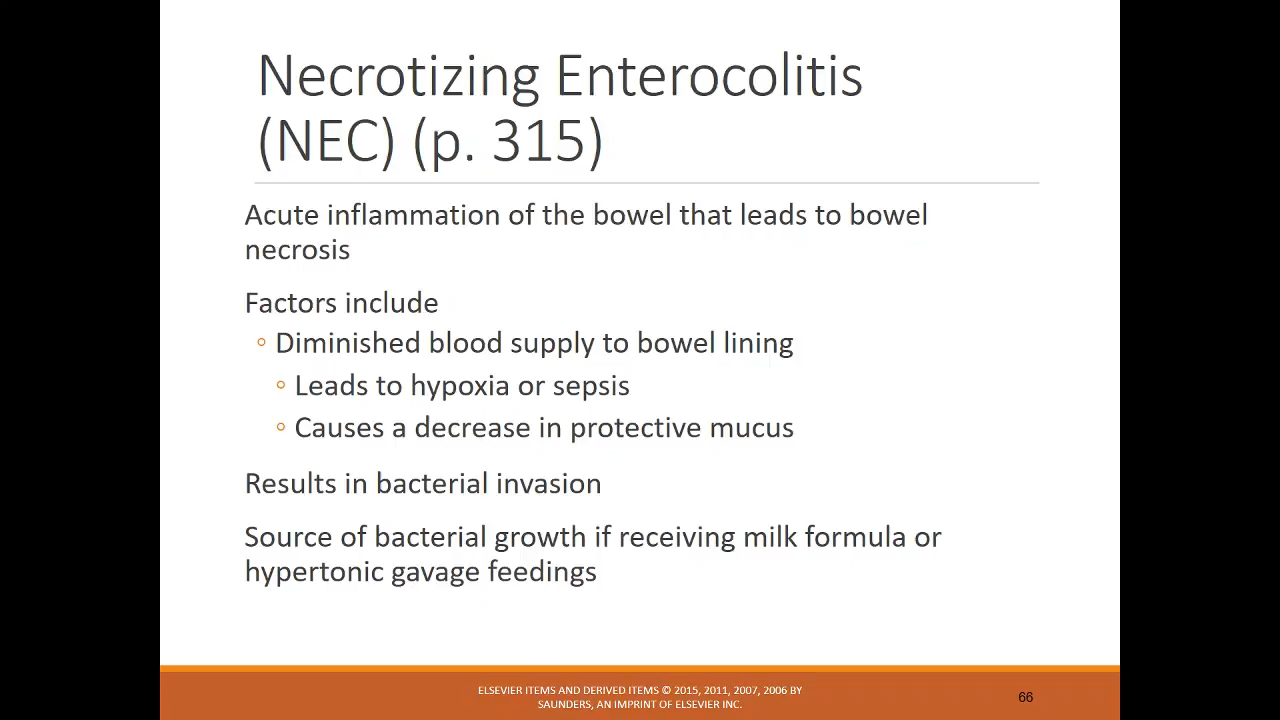 Necrotizing Enterocolitis
(NEC) (p. 315)
Acute inflammation of the bowel that leads to bowel
necrosis
Factors include
◦ Diminished blood supply to bowel lining
◦ Leads to hypoxia or sepsis
◦ Causes a decrease in protective mucus
Results in bacterial invasion
Source of bacterial growth if receiving milk formula or
hypertonic gavage feedings
ELSEVIER ITEMS AND DERIVED ITEMS © 2015, 2011, 2007, 2006 BY
SAUNDERS, AN IMPRINT OF ELSEVIER INC.
66